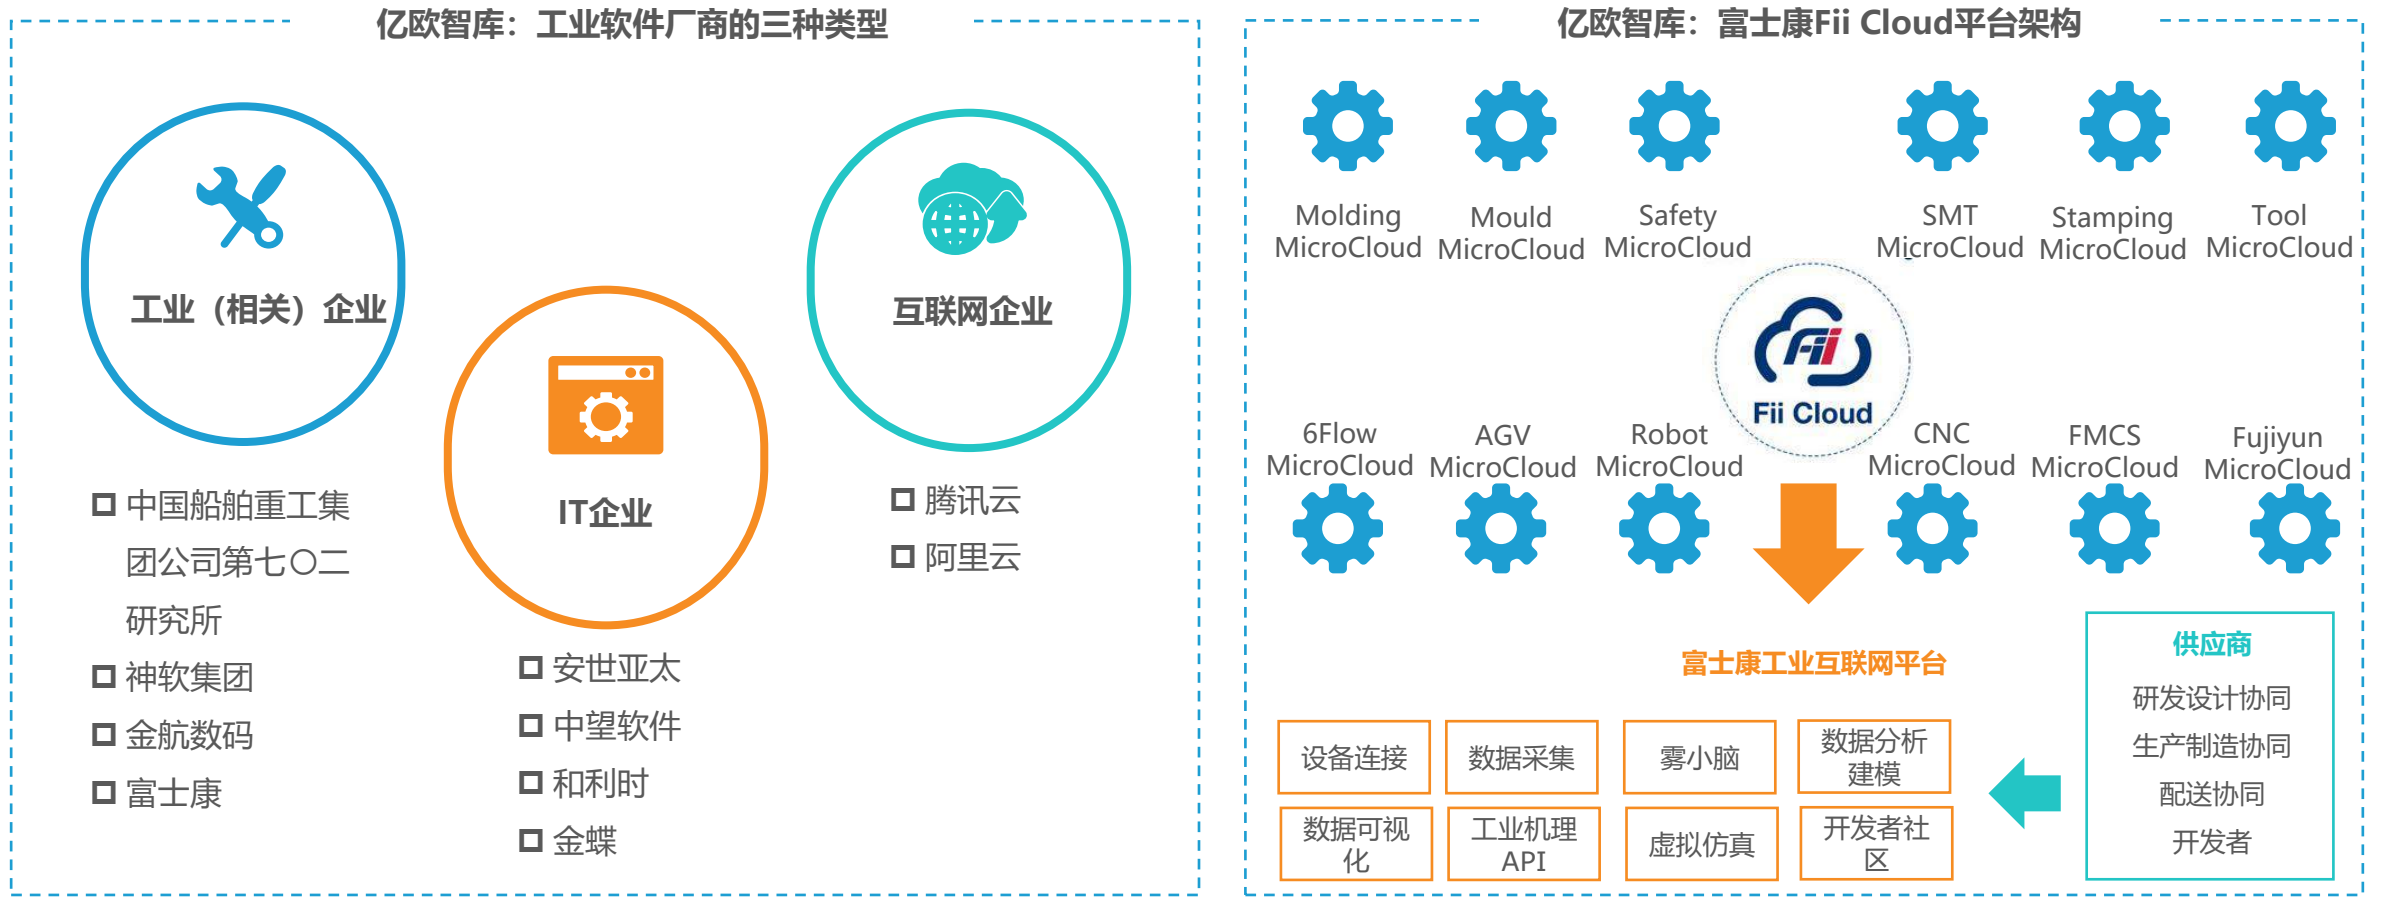 亿欧智库：工业软件厂商的三种类型
工业（相关）企业
中国船舶重工集
团公司第七〇二
研究所
神软集团
金航数码
富士康
IT企业
安世亚太
中望软件
和利时
金蝶
互联网企业
腾讯云
阿里云
亿欧智库：富士康Fii Cloud平台架构
Molding
MicroCloud
Mould
MicroCloud
Safety
MicroCloud
SMT
MicroCloud
Stamping
MicroCloud
Tool
MicroCloud
Fii
Fii Cloud
6Flow
MicroCloud
AGV
MicroCloud
Robot
MicroCloud
CNC
MicroCloud
FMCS
MicroCloud
Fujiyun
MicroCloud
富士康工业互联网平台
设备连接
数据采集
雾小脑
数据分析
建模
数据可视
化
工业机理
API
虚拟仿真
开发者社
区
供应商
研发设计协同
生产制造协同
配送协同
开发者